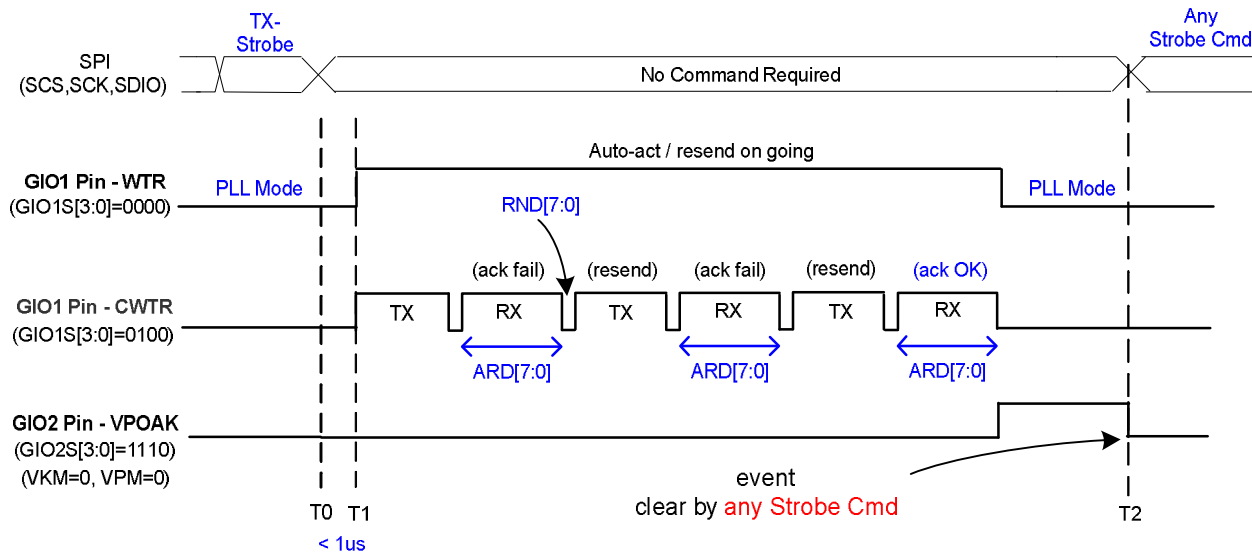 TX-
Strobe
Any
Strobe Cmd
SPI
(SCS,SCK,SDIO)
No Command Required
Auto-act / resend on going
GIO1 Pin - WTR
(GIO1S[3:0]=0000)
PLL Mode
PLL Mode
RND[7:0]
(ack fail)
(resend)
(ack fail)
(resend)
(ack OK)
GIO1 Pin - CWTR
(GIO1S[3:0]=0100)
TX
RX
TX
RX
TX
RX
ARD[7:0]
ARD[7:0]
ARD[7:0]
GIO2 Pin - VPOAK
(GIO2S[3:0]=1110)
(VKM=0, VPM=0)
event
clear by any Strobe Cmd
T0
T1
T2
< 1us